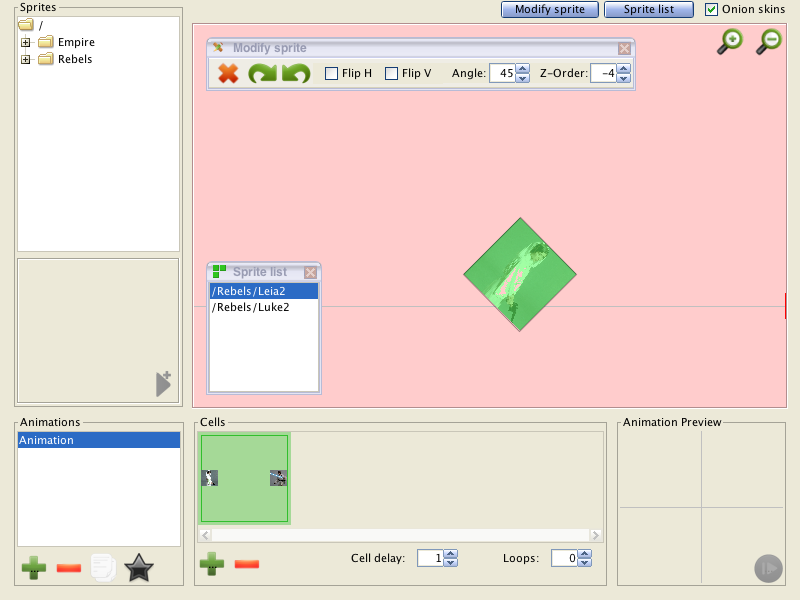 Sprites
Modify sprite
Sprite list
Onion skins
/
Empire
Rebels
Modify sprite
Flip H
Flip V
Angle: 45
Z-Order: -4
Sprite list
/Rebels/Leia2
/Rebels/Luke2
Animations
Animation
Cells
Cell delay: 1
Loops: 0
Animation Preview